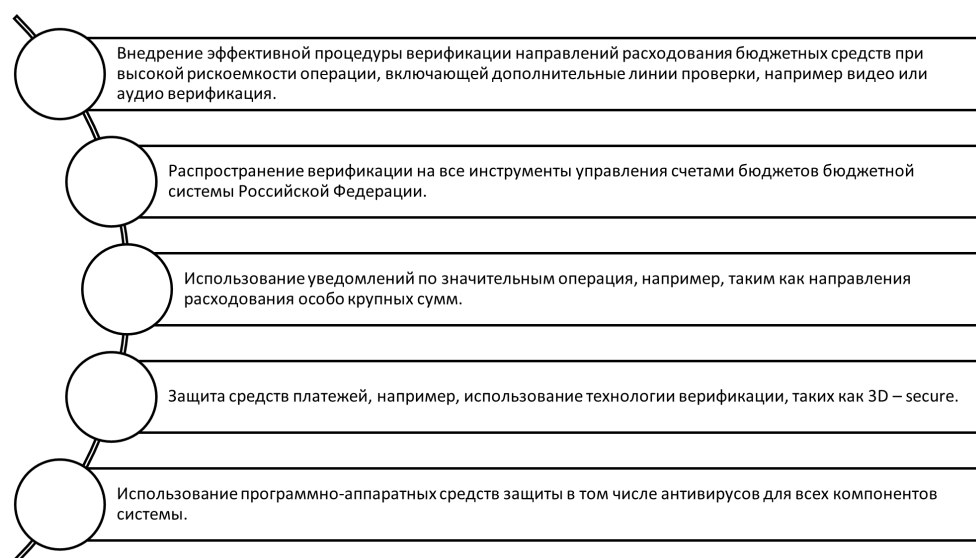 Внедрение эффективной процедуры верификации направлений расходования бюджетных средств при
высокой рискоемкости операции, включающей дополнительные линии проверки, например видео или
аудио верификация.
Распространение верификации на все инструменты управления счетами бюджетов бюджетной
системы Российской Федерации.
Использование уведомлений по значительным операция, например, таким как направления
расходования особо крупных сумм.
Защита средств платежей, например, использование технологии верификации, таких как 3D – secure.
Использование программно-аппаратных средств защиты в том числе антивирусов для всех компонентов
системы.